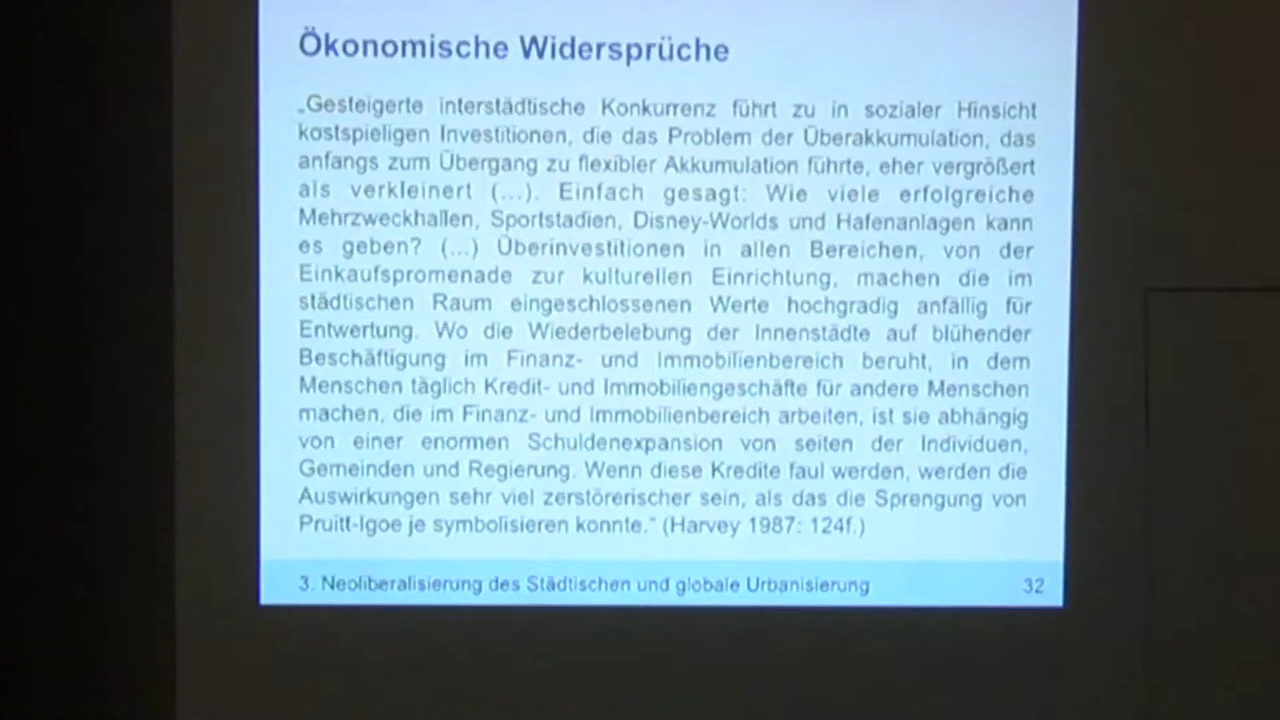 Ökonomische Widersprüche
„Gesteigerte interstädtische Konkurrenz führt zu in sozialer Hinsicht
kostspieligen Investitionen, die das Problem der Überakkumulation, das
anfangs zum Übergang zu flexibler Akkumulation führte, eher vergrößert
als verkleinert (...). Einfach gesagt: Wie viele erfolgreiche
Mehrzweckhallen, Sportstadien, Disney-Worlds und Hafenanlagen kann
es geben? (...) Überinvestitionen in allen Bereichen, von der
Einkaufspromenade zur kulturellen Einrichtung, machen die im
städtischen Raum eingeschlossenen Werte hochgradig anfällig für
Entwertung. Wo die Wiederbelebung der Innenstädte auf blühender
Beschäftigung im Finanz- und Immobilienbereich beruht, in dem
Menschen täglich Kredit- und Immobiliengeschäfte für andere Menschen
machen, die im Finanz- und Immobilienbereich arbeiten, ist sie abhängig
von einer enormen Schuldenexpansion von seiten der Individuen,
Gemeinden und Regierung. Wenn diese Kredite faul werden, werden die
Auswirkungen sehr viel zerstörerischer sein, als das die Sprengung von
Pruitt-Igoe je symbolisieren konnte.“ (Harvey 1987: 124f.)
3. Neoliberalisierung des Städtischen und globale Urbanisierung 32